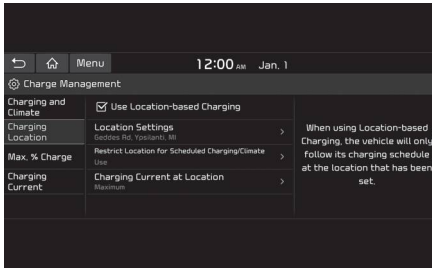 Menu
12:00 AM Jan. 1
Charge Management
Charging and
Climate
Use Location-based Charging
Charging
Location
Location Settings
Geddes Rd, Ypsilanti, MI
Max. % Charge
Restrict Location for Scheduled Charging/Climate
Use
Charging
Current
Charging Current at Location
Maximum
When using Location-based
Charging, the vehicle will only
follow its charging schedule
at the location that has been
set.